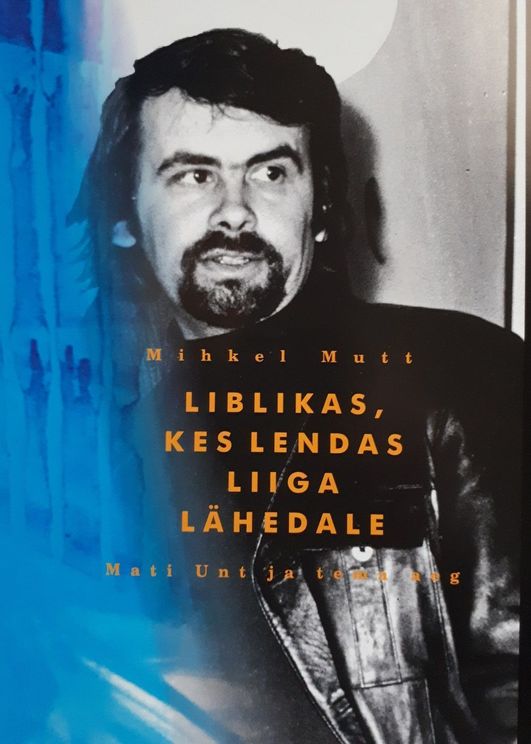 Mihkel Mutt
LIBLIKAS,
KES LENDAS
LIIGA
LÄHEDALE
Mati Unt ja tema aeg